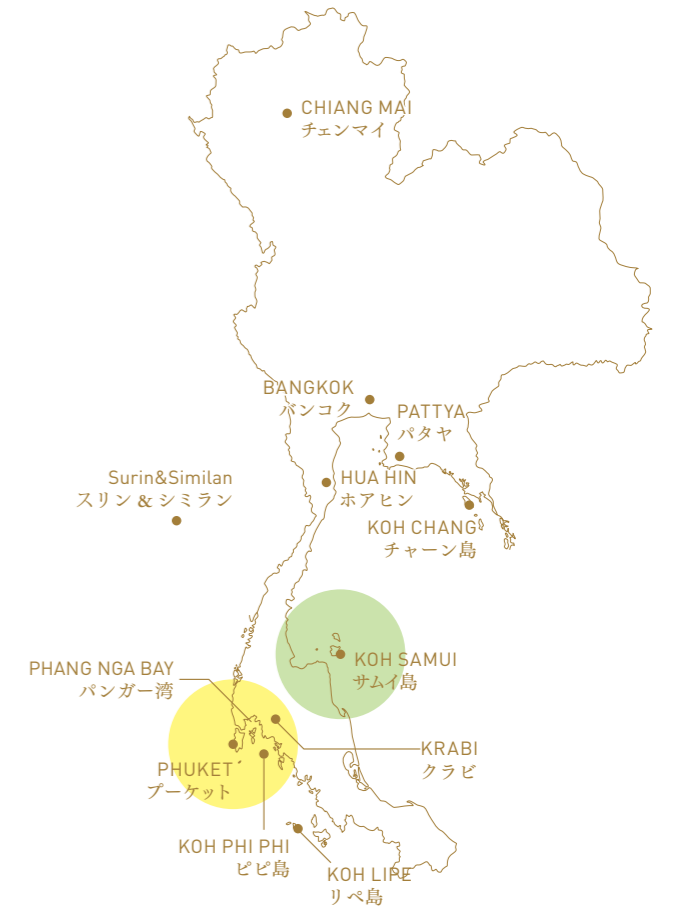 CHIANG MAI
チェンマイ
BANGKOK
バンコク
PATTYA
パタヤ
Surin&Similan
スリン & シミラン
HUA HIN
ホアヒン
KOH CHANG
チャーン島
KOH SAMUI
サムイ島
PHANG NGA BAY
パンガー湾
KRABI
クラビ
PHUKET
プーケット
KOH PHI PHI
ピピ島
KOH LIPE
リペ島